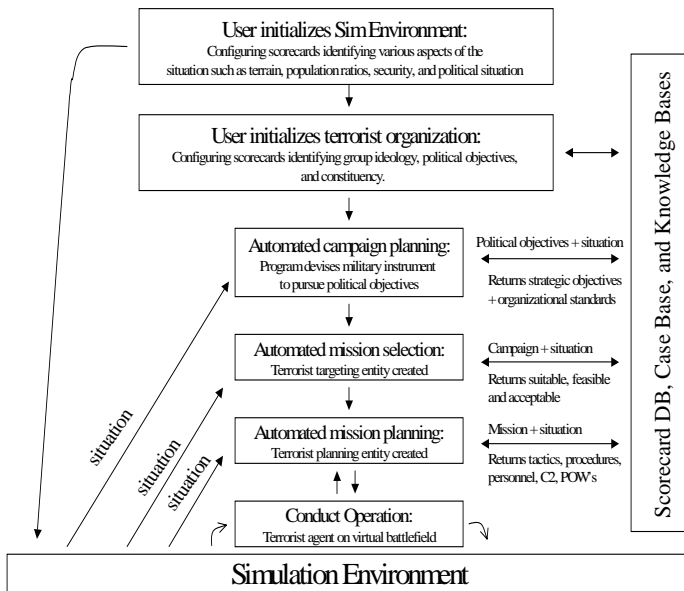 User initializes Sim Environment:
Configuring scorecards identifying various aspects of the
situation such as terrain, population ratios, security, and political situation
User initializes terrorist organization:
Configuring scorecards identifying group ideology, political objectives,
and constituency.
Automated campaign planning:
Program devises military instrument
to pursue political objectives
Political objectives + situation
Returns strategic objectives
+ organizational standards
Automated mission selection:
Terrorist targeting entity created
Campaign + situation
Returns suitable, feasible
and acceptable
Automated mission planning:
Terrorist planning entity created
Mission + situation
Returns tactics, procedures,
personnel, C2, POW's
Conduct Operation:
Terrorist agent on virtual battlefield
situation
situation
situation
Simulation Environment
Scorecard DB, Case Base, and Knowledge Bases